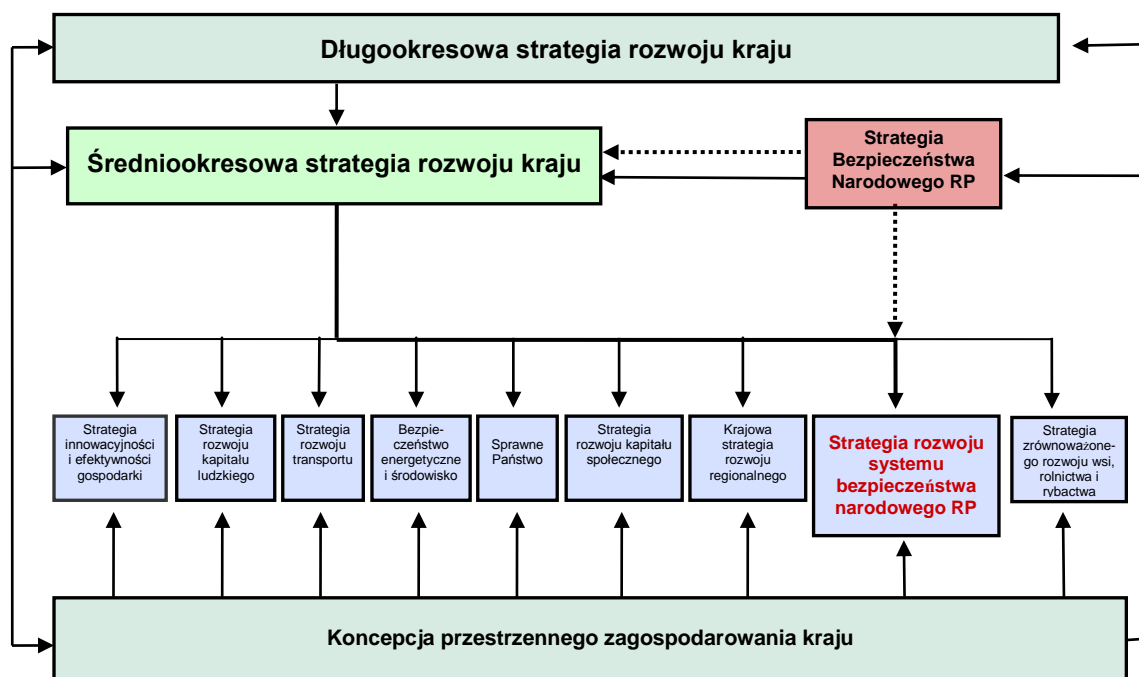 Długookresowa strategia rozwoju kraju
Średniookresowa strategia rozwoju kraju
Strategia
Bezpieczeństwa
Narodowego RP
Strategia
innowacyjności
i efektywności
gospodarki
Strategia
rozwoju
kapitału
ludzkiego
Strategia
rozwoju
transportu
Bezpie-
czeństwo
energetyczne
i środowisko
Sprawne
Państwo
Strategia
rozwoju kapitału
społecznego
Krajowa
strategia
rozwoju
regionalnego
Strategia rozwoju
systemu
bezpieczeństwa
narodowego RP
Strategia
zrównoważone-
go rozwoju wsi,
rolnictwa i
rybactwa
Koncepcja przestrzennego zagospodarowania kraju